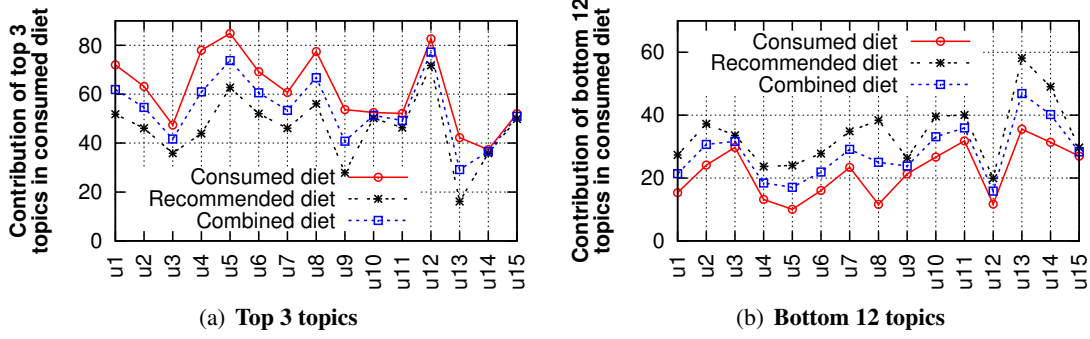 Contribution of top 3
topics in consumed diet
80
60
40
20
0
Consumed diet
Recommended diet
Combined diet
u1
u2
u3
u4
u5
u6
u7
u8
u9
u10
u11
u12
u13
u14
u15
(a) Top 3 topics
Contribution of bottom 12
topics in consumed diet
60
40
20
0
Consumed diet
Recommended diet
Combined diet
u1
u2
u3
u4
u5
u6
u7
u8
u9
u10
u11
u12
u13
u14
u15
(b) Bottom 12 topics